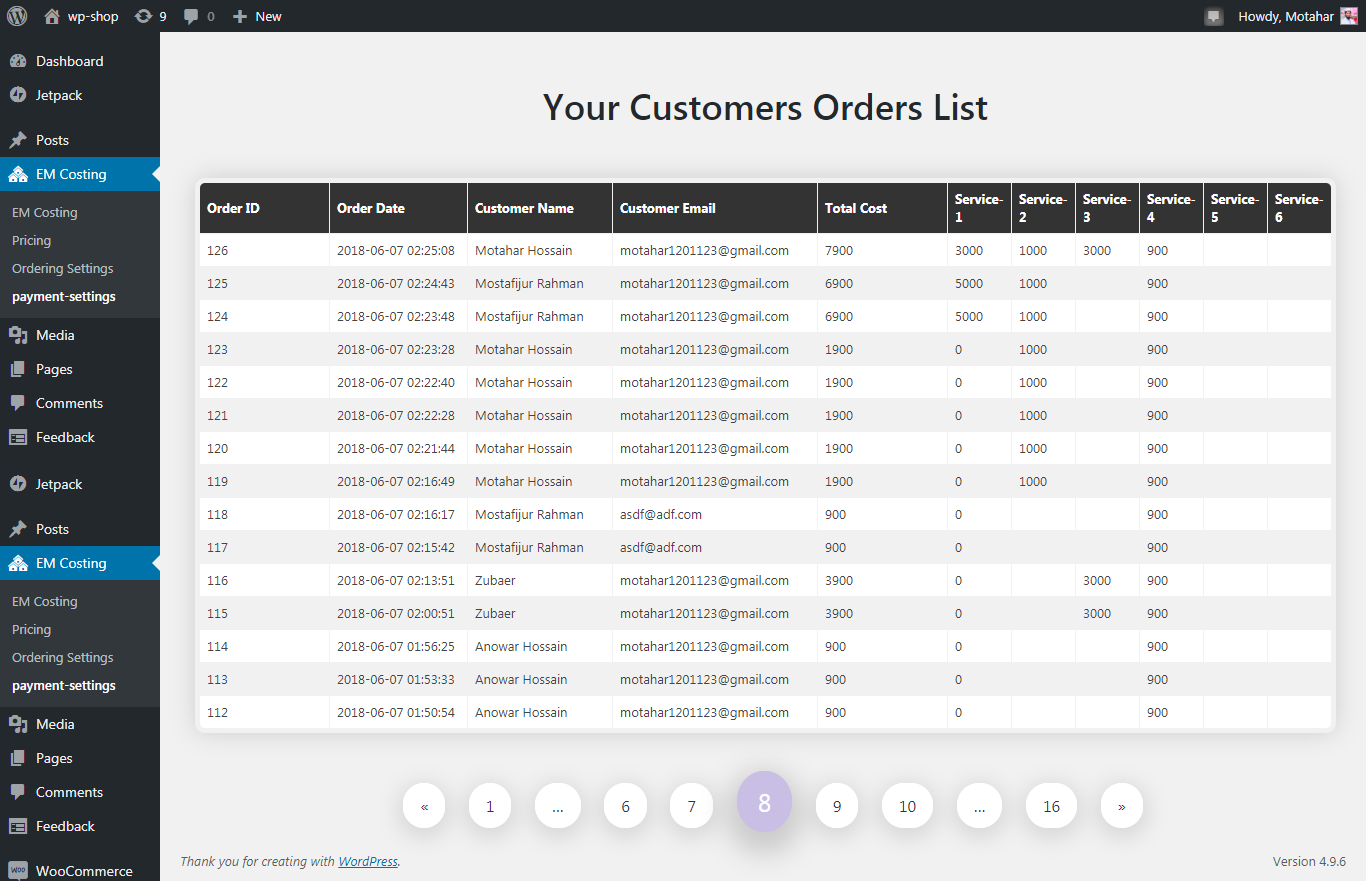 wp-shop 9 0 New Howdy, Motahar
Dashboard
Jetpack
Posts
EM Costing
EM Costing
Pricing
Ordering Settings
payment-settings
Media
Pages
Comments
Feedback
Jetpack
Posts
EM Costing
EM Costing
Pricing
Ordering Settings
payment-settings
Media
Pages
Comments
Feedback
WOO WooCommerce
Your Customers Orders List
Order ID Order Date Customer Name Customer Email Total Cost Service-1 Service-2 Service-3 Service-4 Service-5 Service-6
126 2018-06-07 02:25:08 Motahar Hossain motahar1201123@gmail.com 7900 3000 1000 3000 900
125 2018-06-07 02:24:43 Mostafijur Rahman motahar1201123@gmail.com 6900 5000 1000 900
124 2018-06-07 02:23:48 Mostafijur Rahman motahar1201123@gmail.com 6900 5000 1000 900
123 2018-06-07 02:23:28 Motahar Hossain motahar1201123@gmail.com 1900 0 1000 900
122 2018-06-07 02:22:40 Motahar Hossain motahar1201123@gmail.com 1900 0 1000 900
121 2018-06-07 02:22:28 Motahar Hossain motahar1201123@gmail.com 1900 0 1000 900
120 2018-06-07 02:21:44 Motahar Hossain motahar1201123@gmail.com 1900 0 1000 900
119 2018-06-07 02:16:49 Motahar Hossain motahar1201123@gmail.com 1900 0 1000 900
118 2018-06-07 02:16:17 Mostafijur Rahman asdf@adf.com 900 0 900
117 2018-06-07 02:15:42 Mostafijur Rahman asdf@adf.com 900 0 900
116 2018-06-07 02:13:51 Zubaer motahar1201123@gmail.com 3900 0 3000 900
115 2018-06-07 02:00:51 Zubaer motahar1201123@gmail.com 3900 0 3000 900
114 2018-06-07 01:56:25 Anowar Hossain motahar1201123@gmail.com 900 0 900
113 2018-06-07 01:53:33 Anowar Hossain motahar1201123@gmail.com 900 0 900
112 2018-06-07 01:50:54 Anowar Hossain motahar1201123@gmail.com 900 0 900
« 1 ... 6 7 8 9 10 ... 16 »
Thank you for creating with WordPress. Version 4.9.6